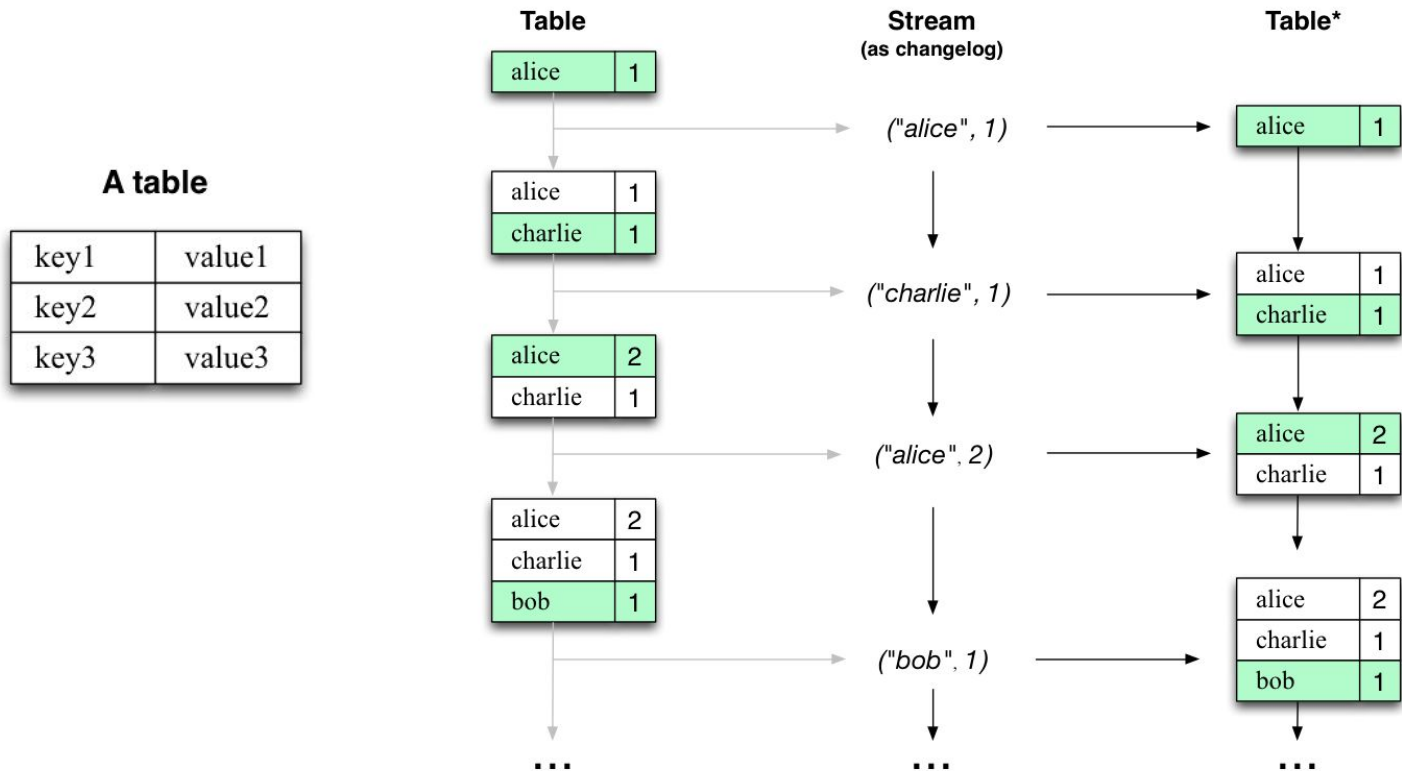 A table
key1 value1
key2 value2
key3 value3
Table
alice 1
alice 1
charlie 1
alice 2
charlie 1
alice 2
charlie 1
bob 1
...
Stream
(as changelog)
("alice", 1)
("charlie", 1)
("alice", 2)
("bob", 1)
...
Table*
alice 1
alice 1
charlie 1
alice 2
charlie 1
alice 2
charlie 1
bob 1
...